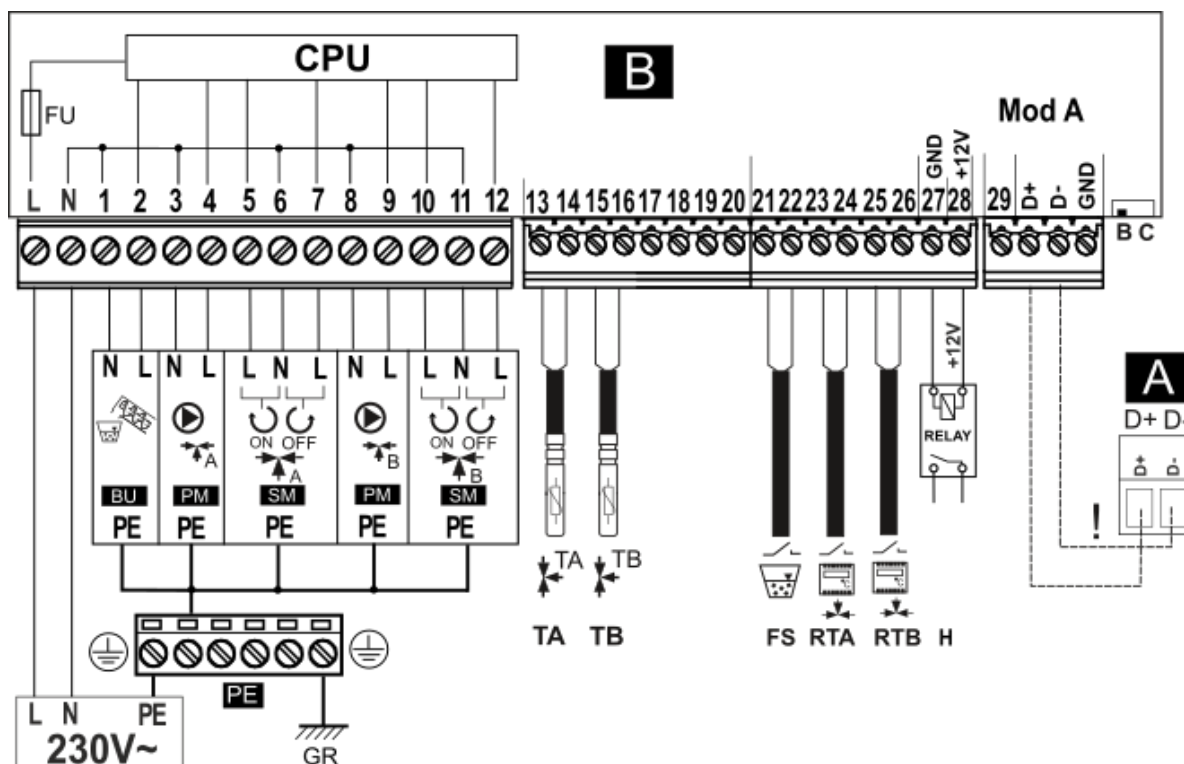 CPU
B
FU
Mod A
GND
+12V
L N 1 2 3 4 5 6 7 8 9 10 11 12
13 14 15 16 17 18 19 20
21 22 23 24 25 26 27 28
29 D+ D- GND
B C
N L N L L N L N L L N L
ON OFF ON OFF
A A B B
BU PM SM PM SM
PE PE PE PE PE
+12V
RELAY
A
D+ D-
D+ D-
!
TA TB
°C °C
TA TB FS RTA RTB H
PE
L N PE
230V~
GR